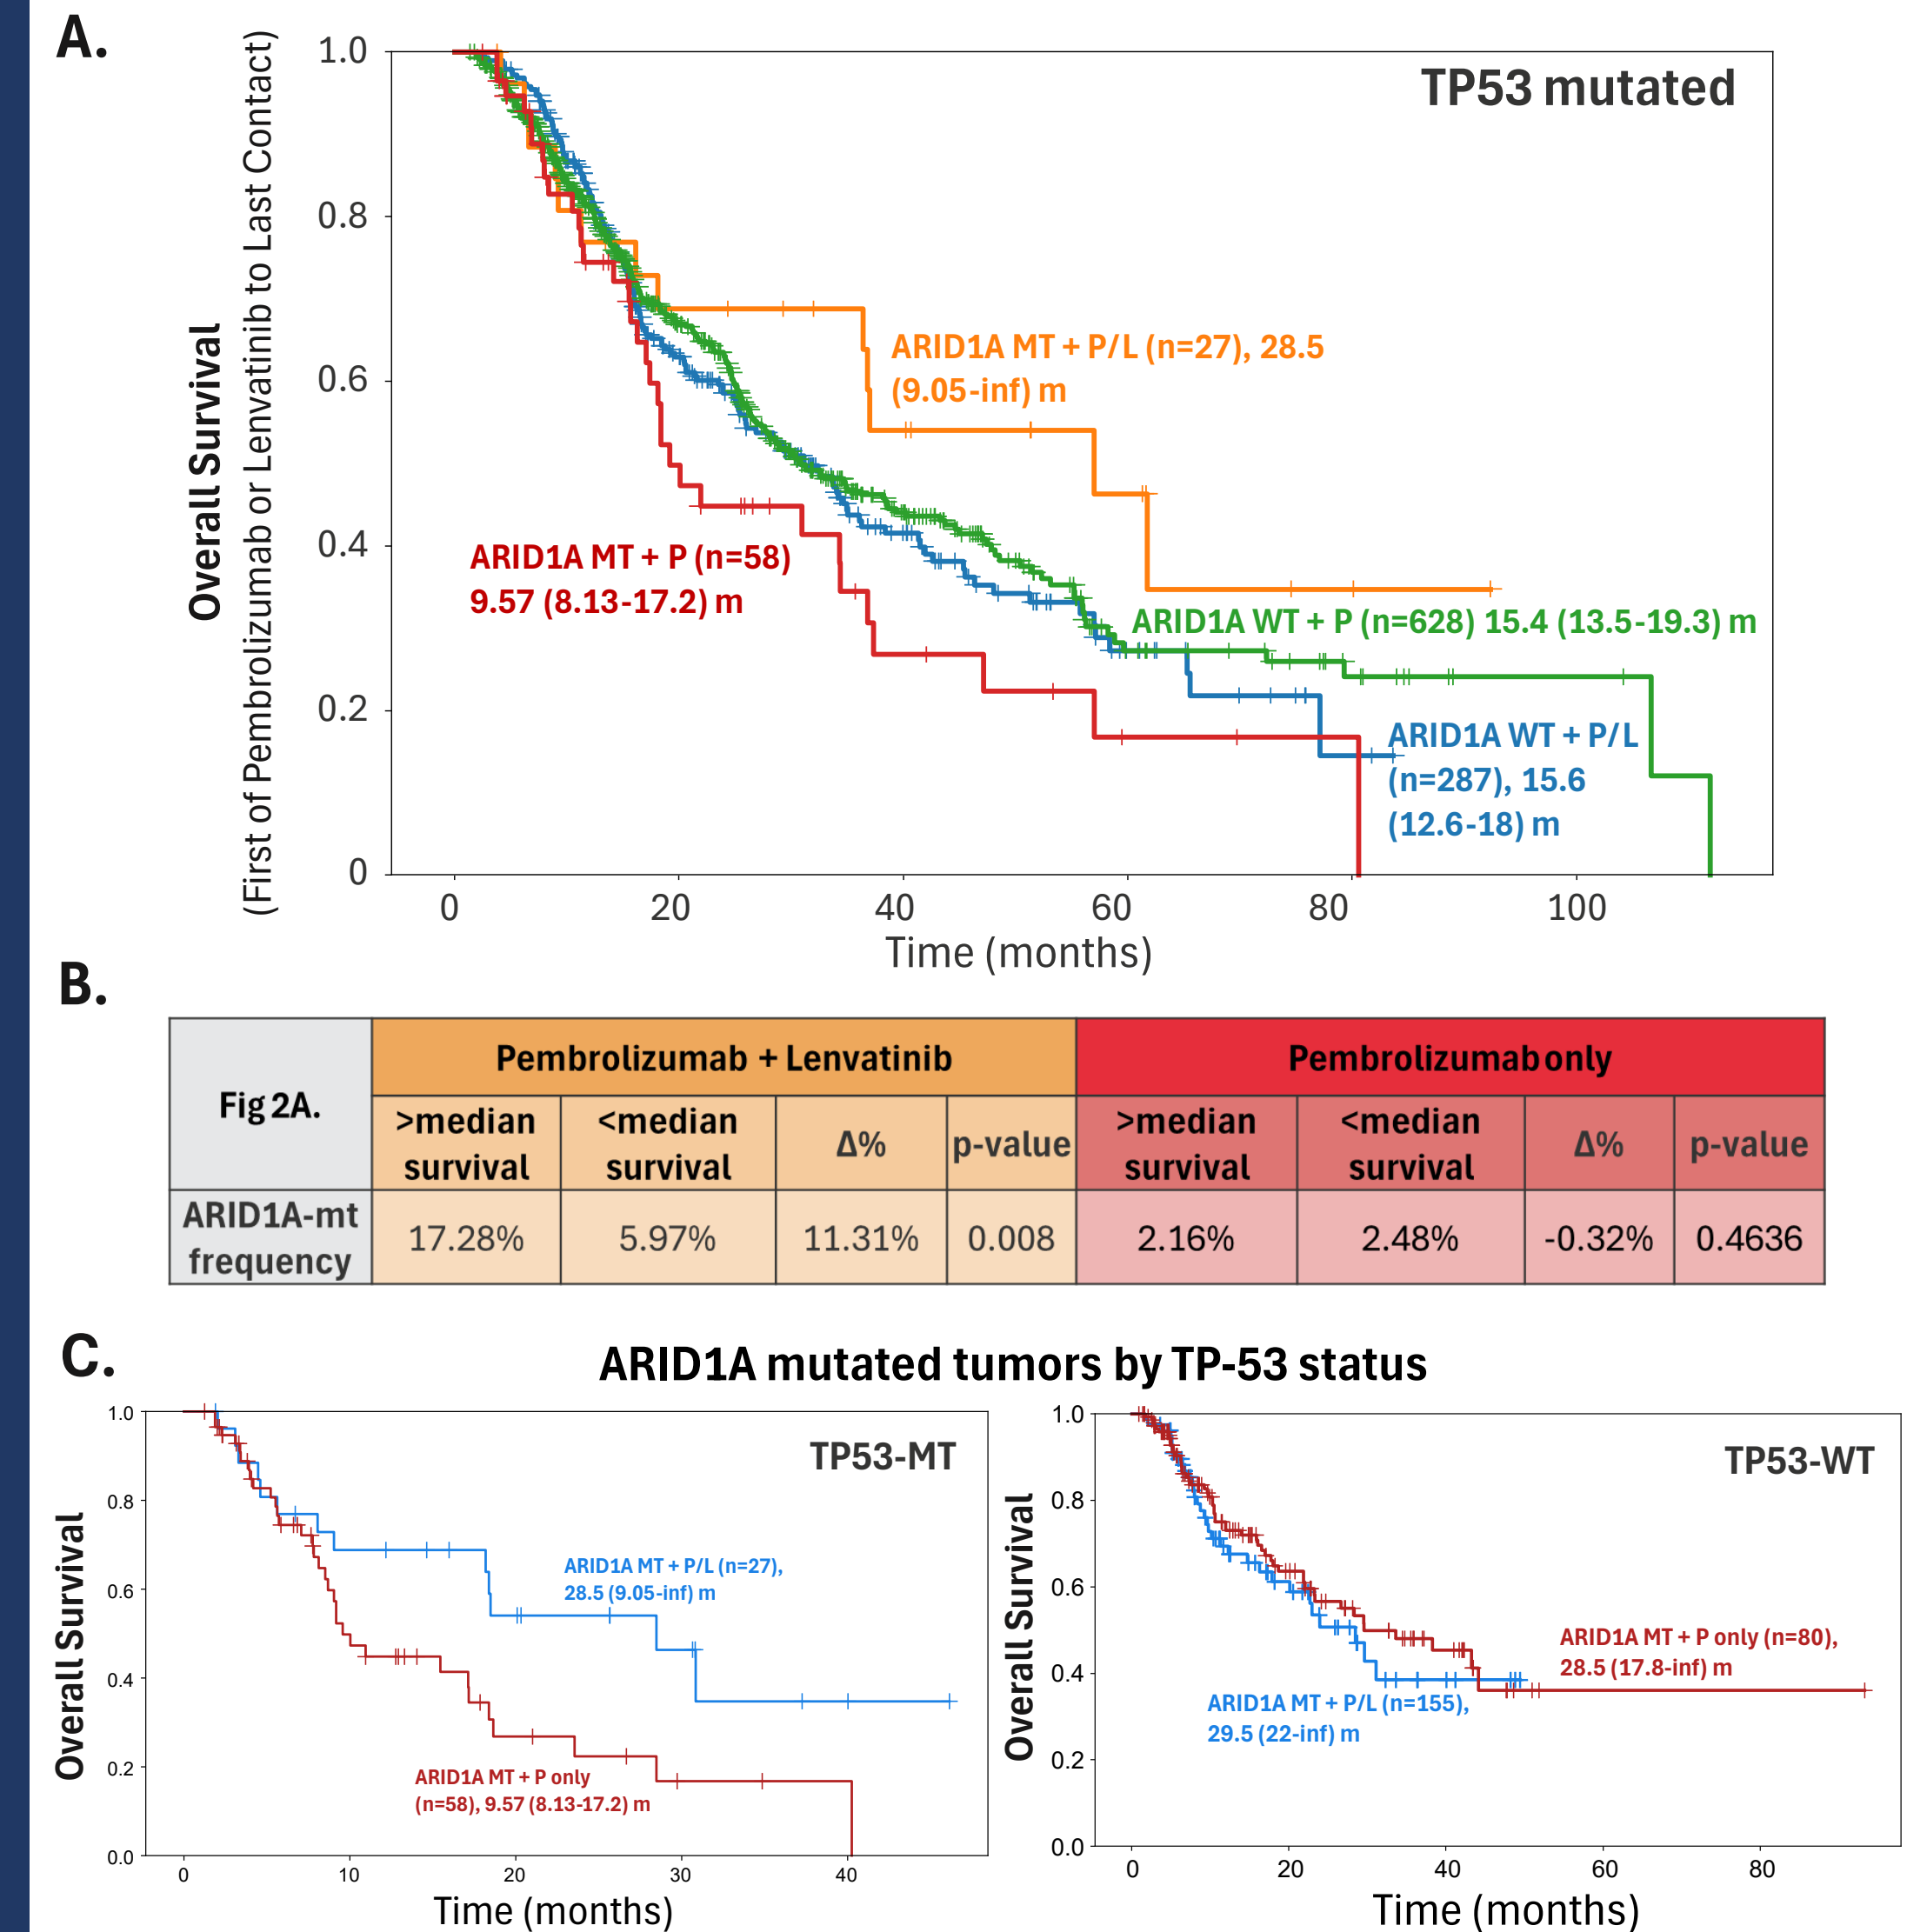 A.
Overall Survival
(First of Pembrolizumab or Lenvatinib to Last Contact)
1.0
0.8
0.6
0.4
0.2
0
TP53 mutated
ARID1A MT + P/L (n=27), 28.5
(9.05-inf) m
ARID1A MT + P (n=58)
9.57 (8.13-17.2) m
ARID1A WT + P (n=628) 15.4 (13.5-19.3) m
ARID1A WT + P/L
(n=287), 15.6
(12.6-18) m
0 20 40 60 80 100
Time (months)
B.
Fig 2A.
Pembrolizumab + Lenvatinib
Pembrolizumab only
>median survival
<median survival
Δ%
p-value
>median survival
<median survival
Δ%
p-value
ARID1A-mt frequency
17.28% 5.97% 11.31% 0.008 2.16% 2.48% -0.32% 0.4636
C.
ARID1A mutated tumors by TP-53 status
Overall Survival
1.0
0.8
0.6
0.4
0.2
0.0
TP53-MT
ARID1A MT + P/L (n=27),
28.5 (9.05-inf) m
ARID1A MT + P only
(n=58), 9.57 (8.13-17.2) m
0 10 20 30 40
Time (months)
Overall Survival
1.0
0.8
0.6
0.4
0.2
0.0
TP53-WT
ARID1A MT + P only (n=80),
28.5 (17.8-inf) m
ARID1A MT + P/L (n=155),
29.5 (22-inf) m
0 20 40 60 80
Time (months)